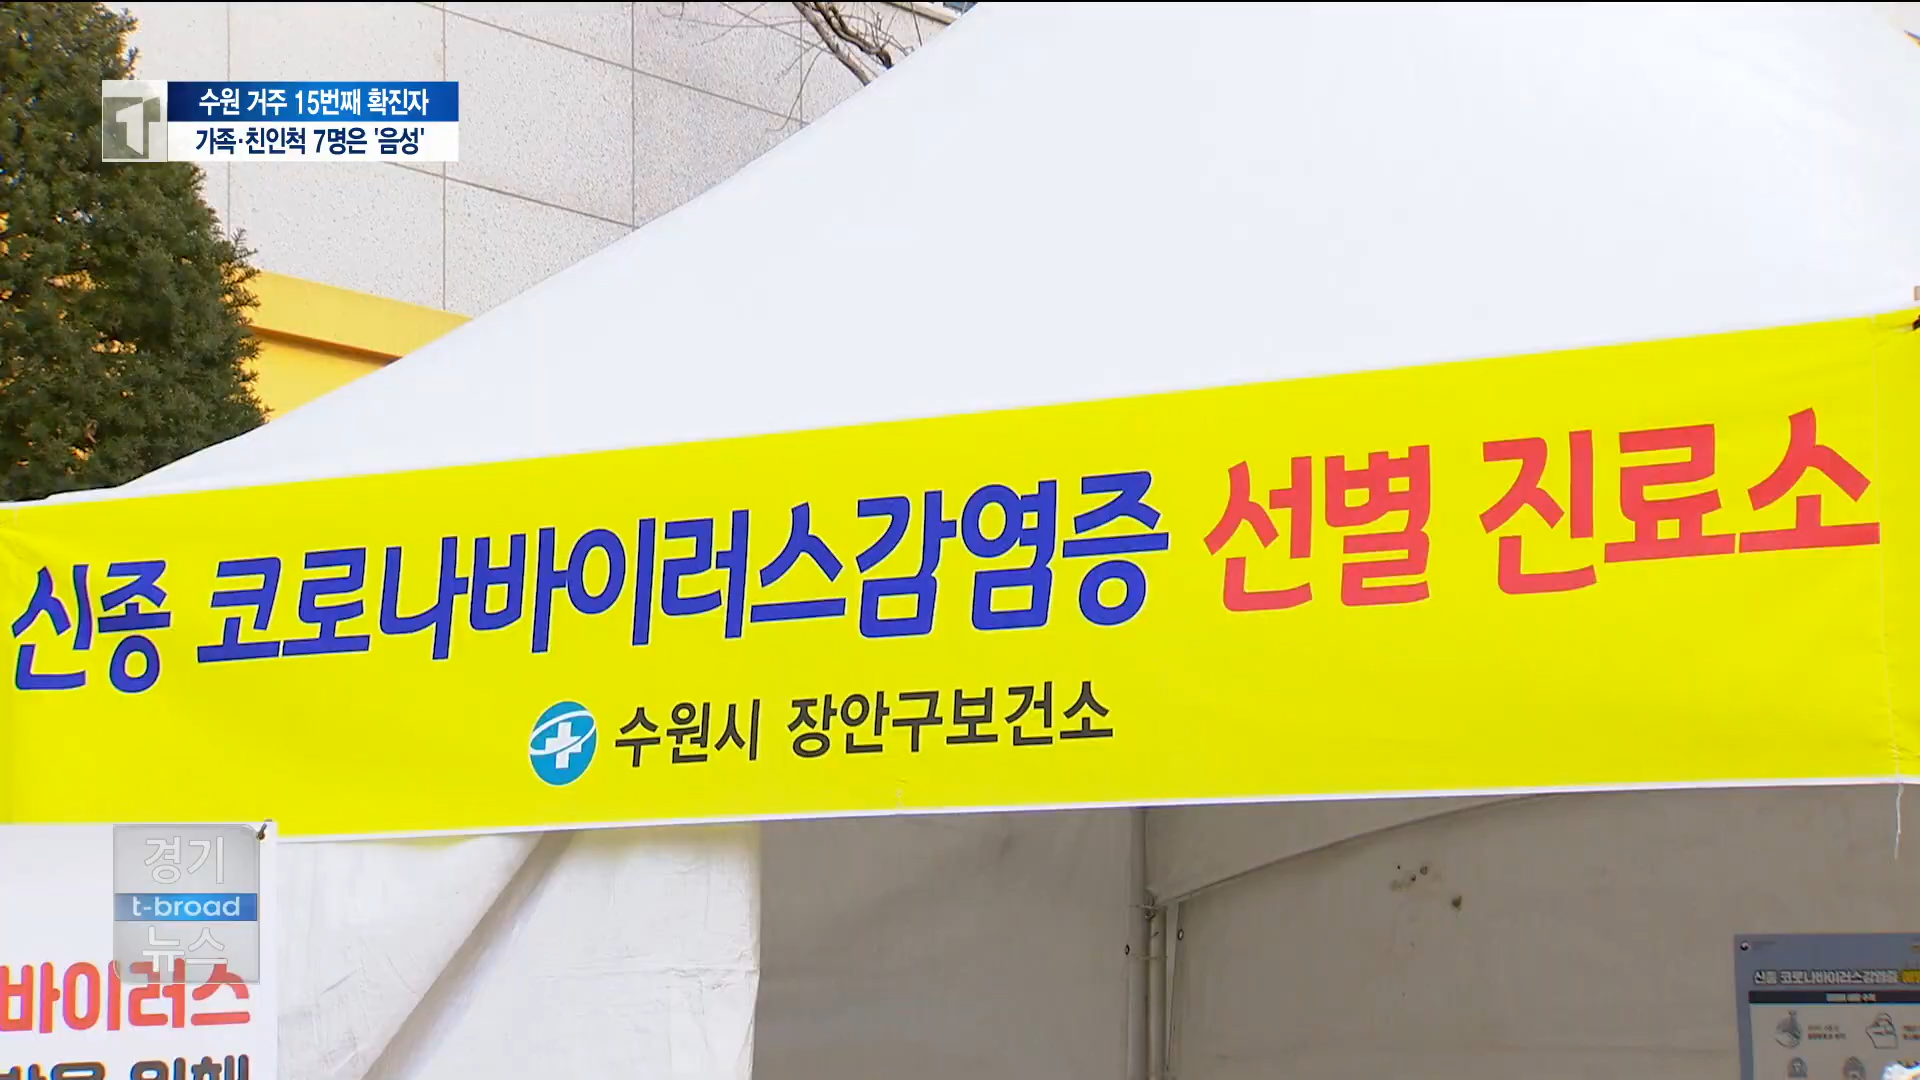 수원 거주 15번째 확진자
가족·친인척 7명은 '음성'
신종 코로나바이러스감염증 선별 진료소
수원시 장안구보건소
경기
t-broad
뉴스
바이러스
위해
신종 코로나바이러스감염증